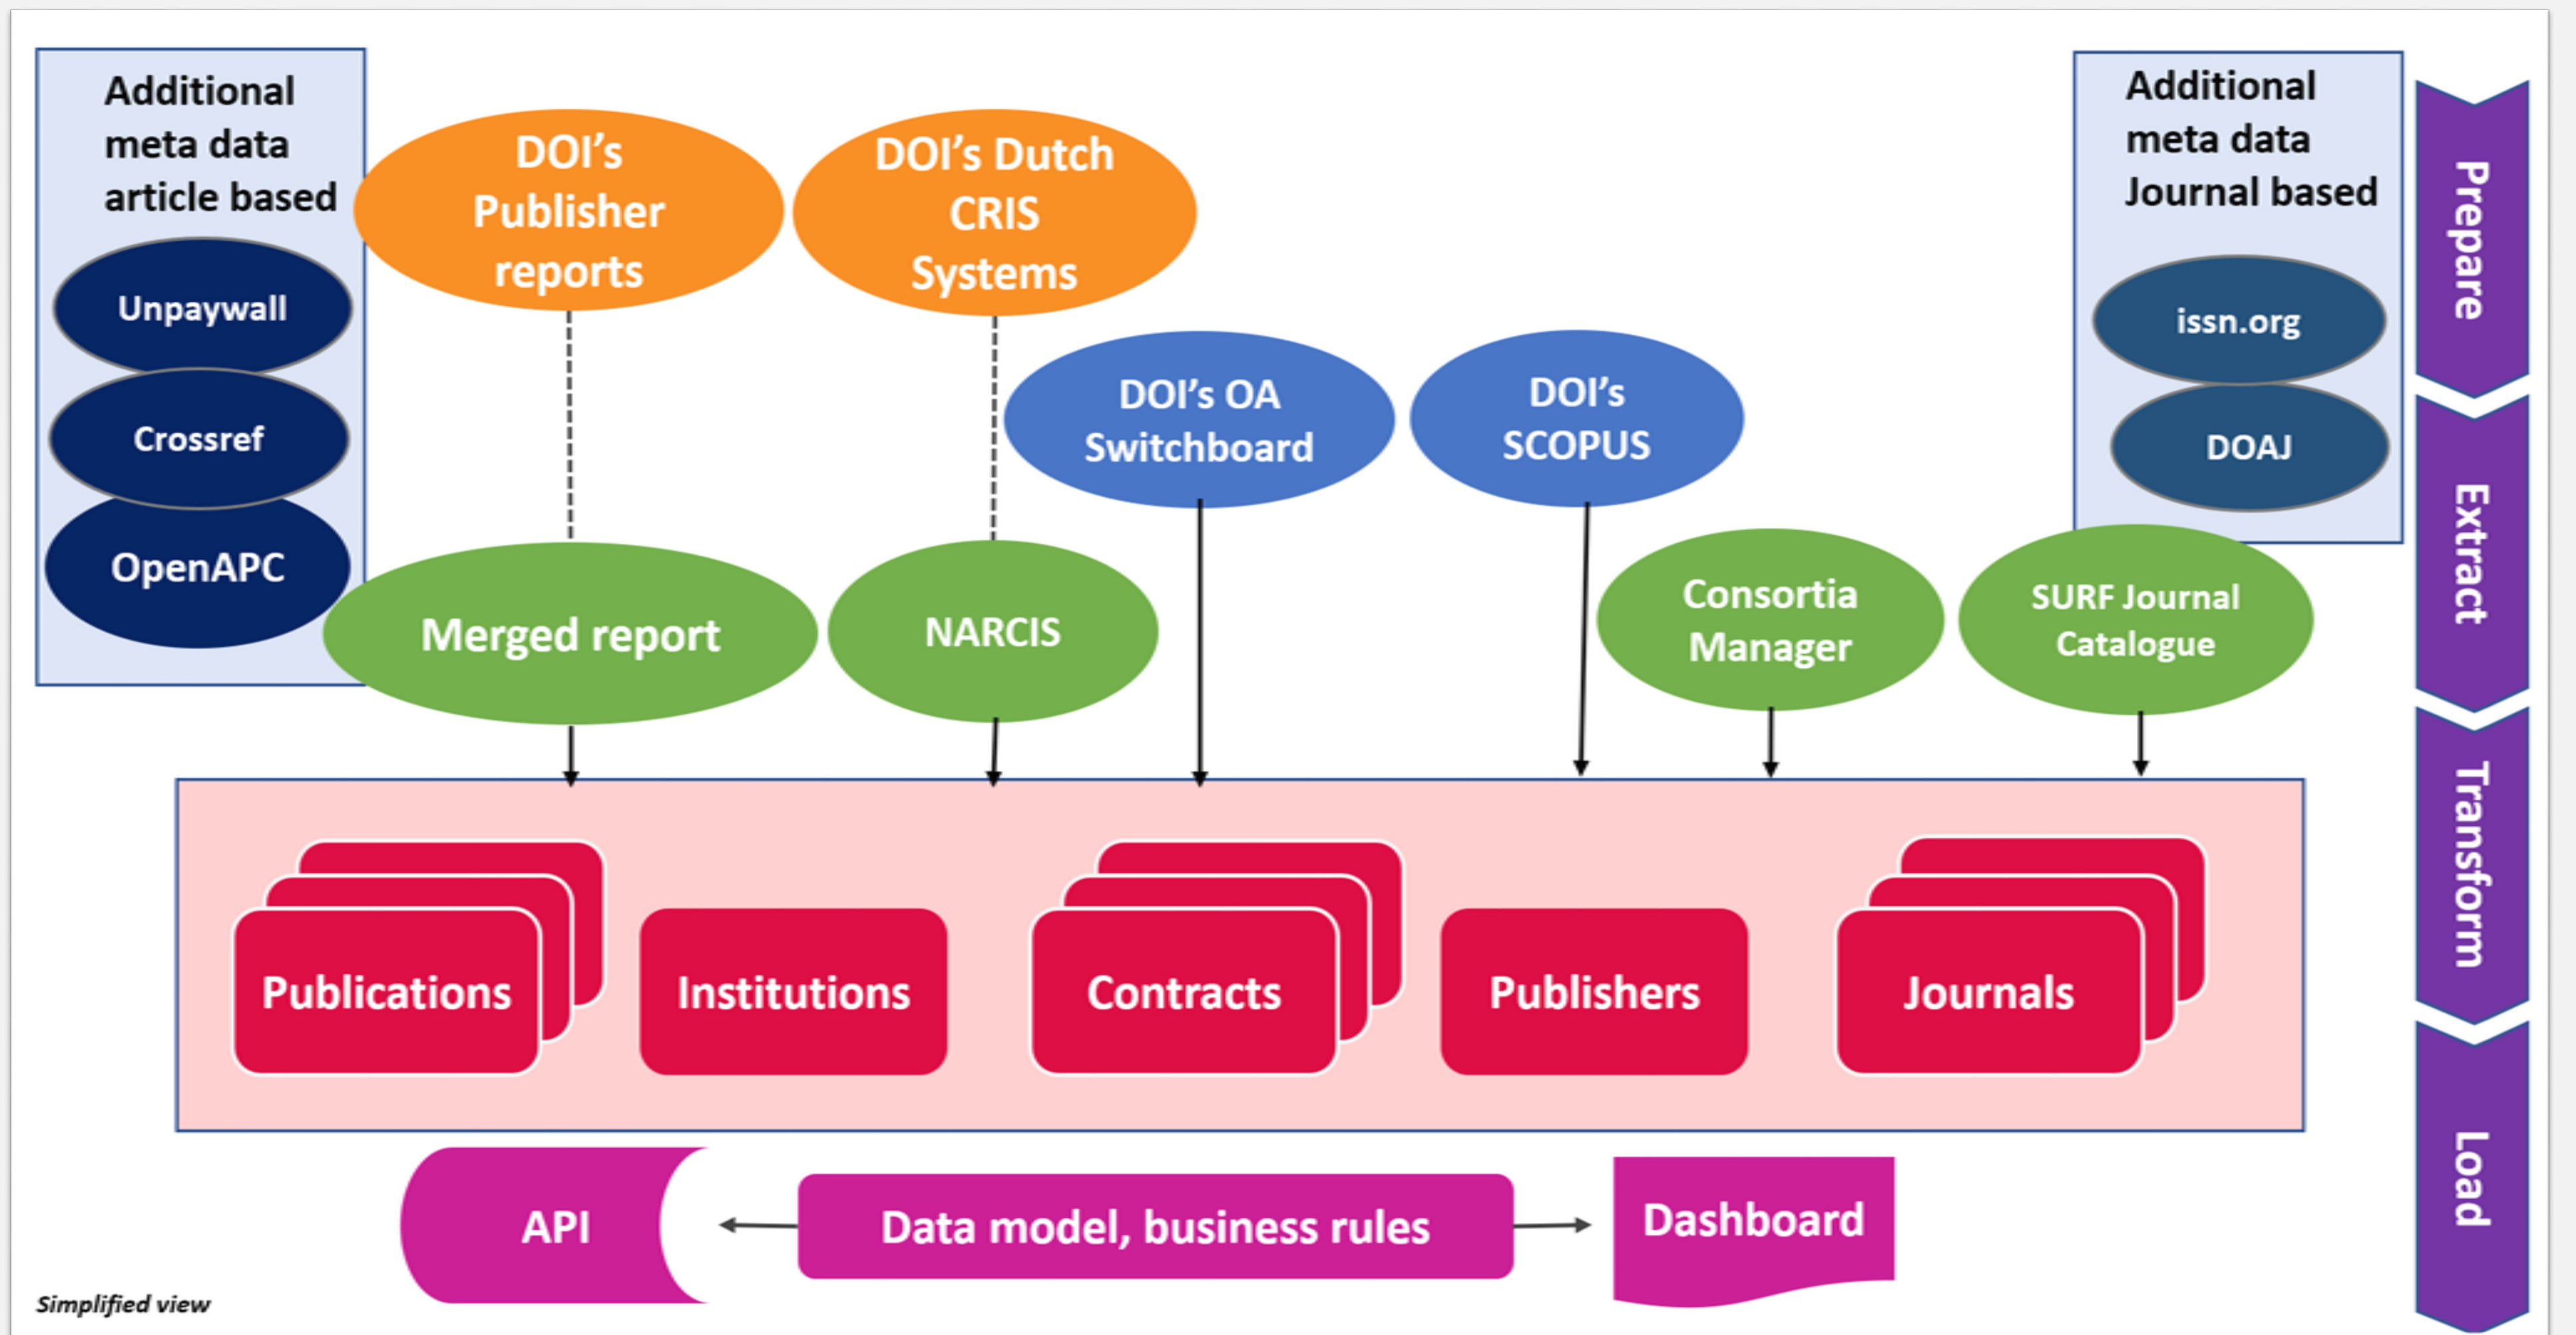 Additional
meta data
article based
Unpaywall
Crossref
OpenAPC
DOI's
Publisher
reports
DOI's Dutch
CRIS
Systems
DOI's OA
Switchboard
DOI's
SCOPUS
Additional
meta data
Journal based
issn.org
DOAJ
Merged report
NARCIS
Consortia
Manager
SURF Journal
Catalogue
Publications
Institutions
Contracts
Publishers
Journals
API
Data model, business rules
Dashboard
Simplified view
Prepare
Extract
Transform
Load